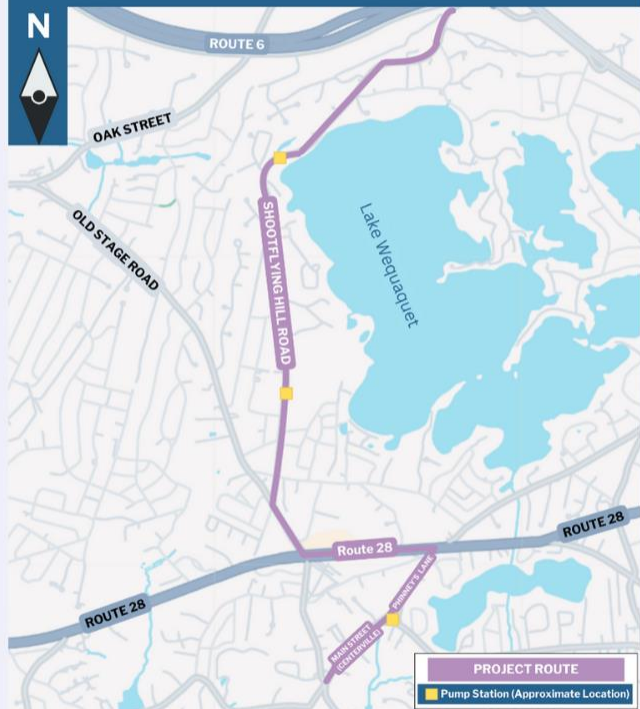 N
ROUTE 6
OAK STREET
OLD STAGE ROAD
SHOOTFLYING HILL ROAD
Lake Wequaquet
ROUTE 28
Route 28
ROUTE 28
PHINNEY'S LANE
MAIN STREET
(CENTERVILLE)
PROJECT ROUTE
Pump Station (Approximate Location)